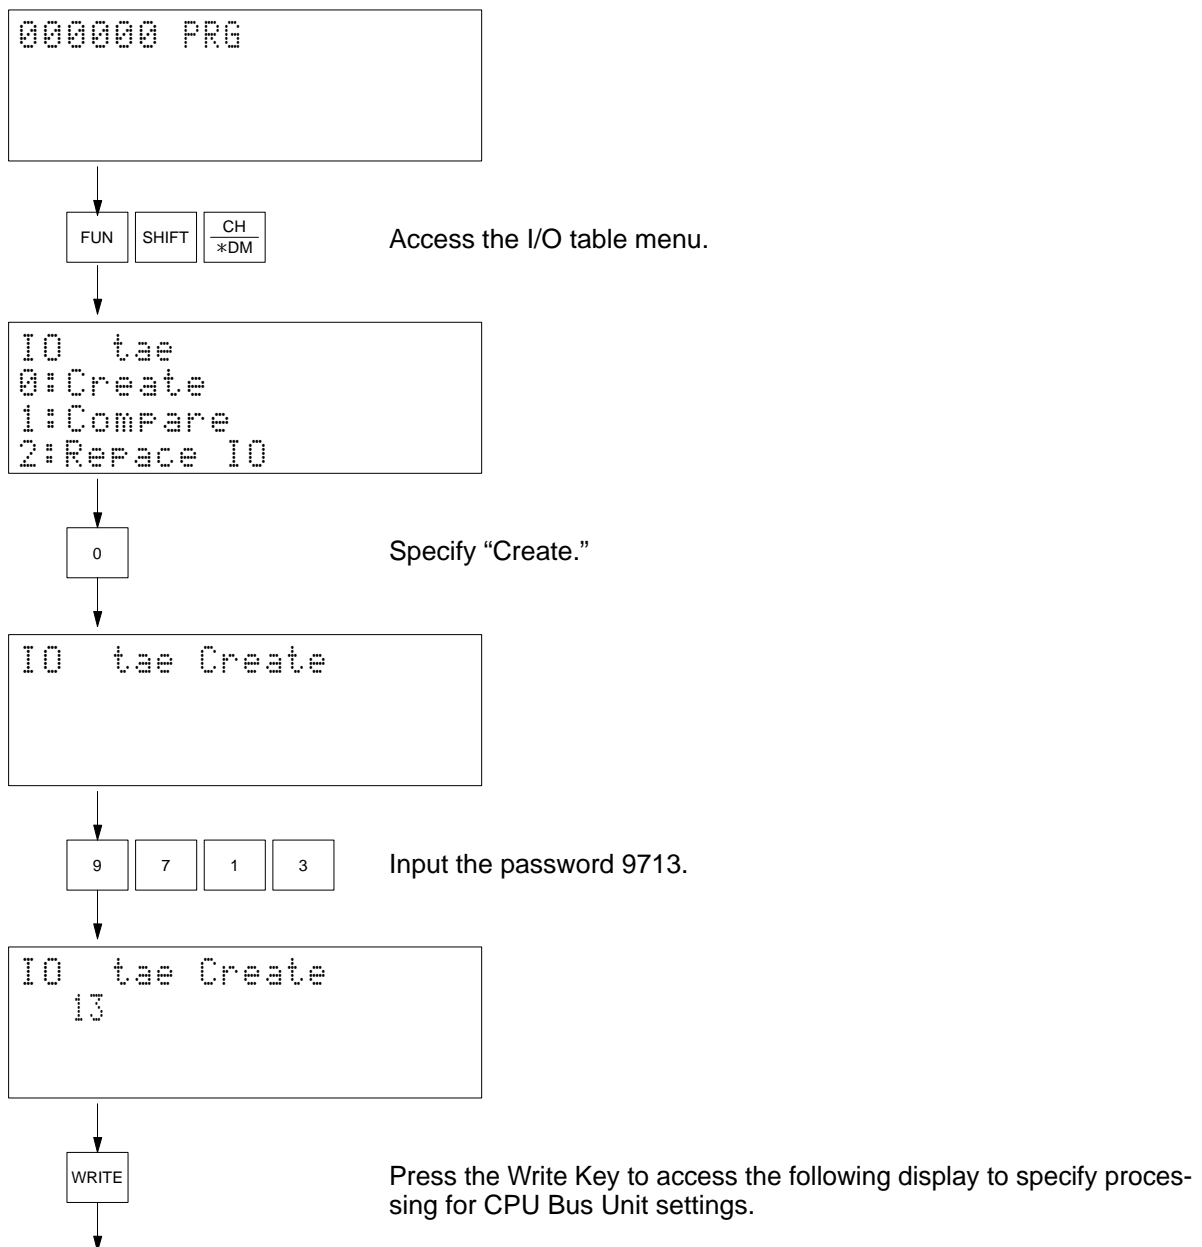 000000 PRG
FUN SHIFT CH
*DM
Access the I/O table menu.
IO tae
0:Create
1:Compare
2:Repace IO
0
Specify “Create.”
IO tae Create
9 7 1 3
Input the password 9713.
IO tae Create
13
WRITE
Press the Write Key to access the following display to specify proces-
sing for CPU Bus Unit settings.